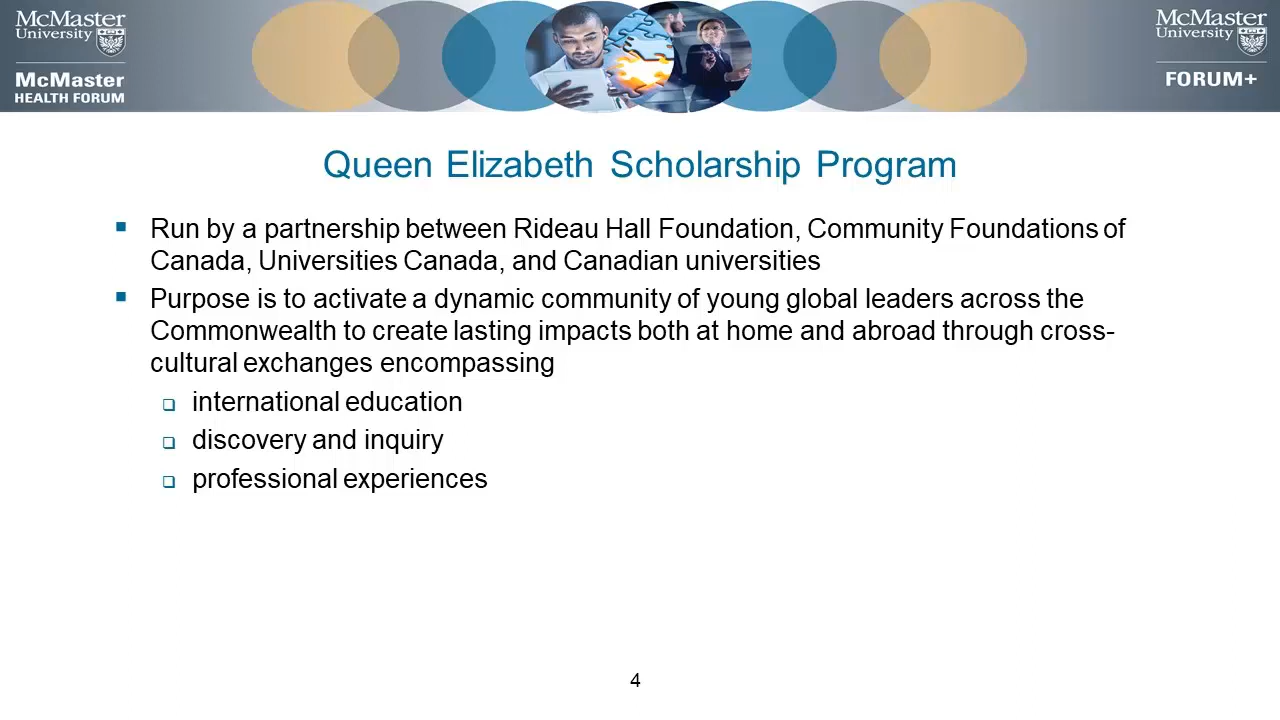 McMaster
University
McMaster
HEALTH FORUM
McMaster
University
FORUM+
Queen Elizabeth Scholarship Program
Run by a partnership between Rideau Hall Foundation, Community Foundations of
Canada, Universities Canada, and Canadian universities
Purpose is to activate a dynamic community of young global leaders across the
Commonwealth to create lasting impacts both at home and abroad through cross-
cultural exchanges encompassing
international education
discovery and inquiry
professional experiences
4